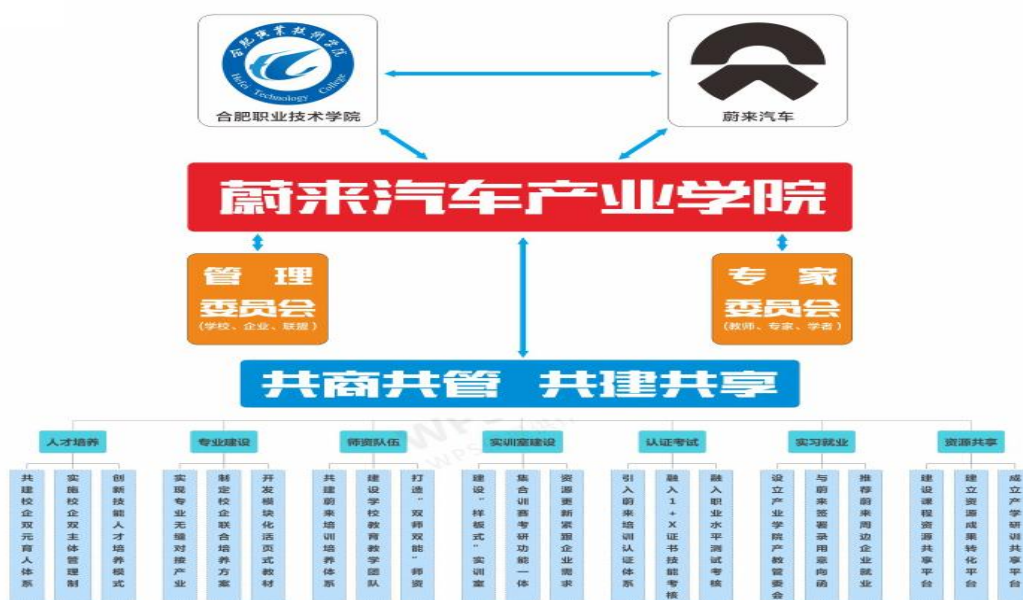 合肥职业技术学院
Hefei Technology College
合肥职业技术学院
蔚来汽车
蔚来汽车产业学院
管 理
委员会
(学校、企业、联盟)
专 家
委员会
(教师、专家、学者)
共商共管 共建共享
人才培养
专业建设
师资队伍
实训室建设
认证考试
实习就业
资源共享
共建校企双元育人体系
实施校企双主体管理制
创新技能人才培养模式
实现专业无缝对接产业
制定校企联合培养方案
开发模块化活页式教材
共建蔚来培训培养体系
建设学校教育教学团队
打造“双师双能”师资
建设“样板式”实训室
集合训赛考研功能一体
资源更新紧跟企业需求
引入蔚来培训认证体系
融入1+X证书技能考核
融入职业水平测试考核
设立产业学院产教管委会
与蔚来签署录用意向函
推荐蔚来周边企业就业
建设课程资源共享平台
建立资源成果转化平台
成立产学研训共享平台